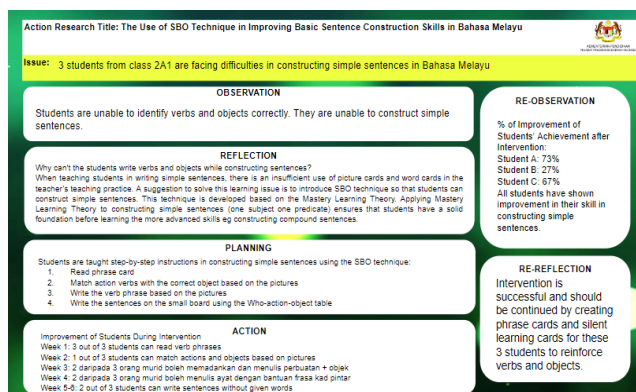 Action Research Title: The Use of SBO Technique in Improving Basic Sentence Construction Skills in Bahasa Melayu
KEMENTERIAN PENDIDIKAN
Issue: 3 students from class 2A1 are facing difficulties in constructing simple sentences in Bahasa Melayu
OBSERVATION
Students are unable to identify verbs and objects correctly. They are unable to construct simple
sentences.
REFLECTION
Why can't the students write verbs and objects while constructing sentences?
When teaching students in writing simple sentences, there is an insufficient use of picture cards and word cards in the
teacher's teaching practice. A suggestion to solve this learning issue is to introduce SBO technique so that students can
construct simple sentences. This technique is developed based on the Mastery Learning Theory. Applying Mastery
Learning Theory to constructing simple sentences (one subject one predicate) ensures that students have a solid
foundation before learning the more advanced skills eg constructing compound sentences.
PLANNING
Students are taught step-by-step instructions in constructing simple sentences using the SBO technique:
1. Read phrase card
2. Match action verbs with the correct object based on the pictures
3. Write the verb phrase based on the pictures
4. Write the sentences on the small board using the Who-action-object table
ACTION
Improvement of Students During Intervention
Week 1: 3 out of 3 students can read verb phrases
Week 2: 1 out of 3 students can match actions and objects based on pictures
Week 3: 2 daripada 3 orang murid boleh memadankan dan menulis perbuatan + objek
Week 4: 2 daripada 3 orang murid boleh menulis ayat dengan bantuan frasa kad pintar
Week 5-6: 2 out of 3 students can write sentences without given words
RE-OBSERVATION
% of Improvement of
Students' Achievement after
Intervention:
Student A: 73%
Student B: 27%
Student C: 67%
All students have shown
improvement in their skill in
constructing simple
sentences.
RE-REFLECTION
Intervention is
successful and should
be continued by creating
phrase cards and silent
learning cards for these
3 students to reinforce
verbs and objects.